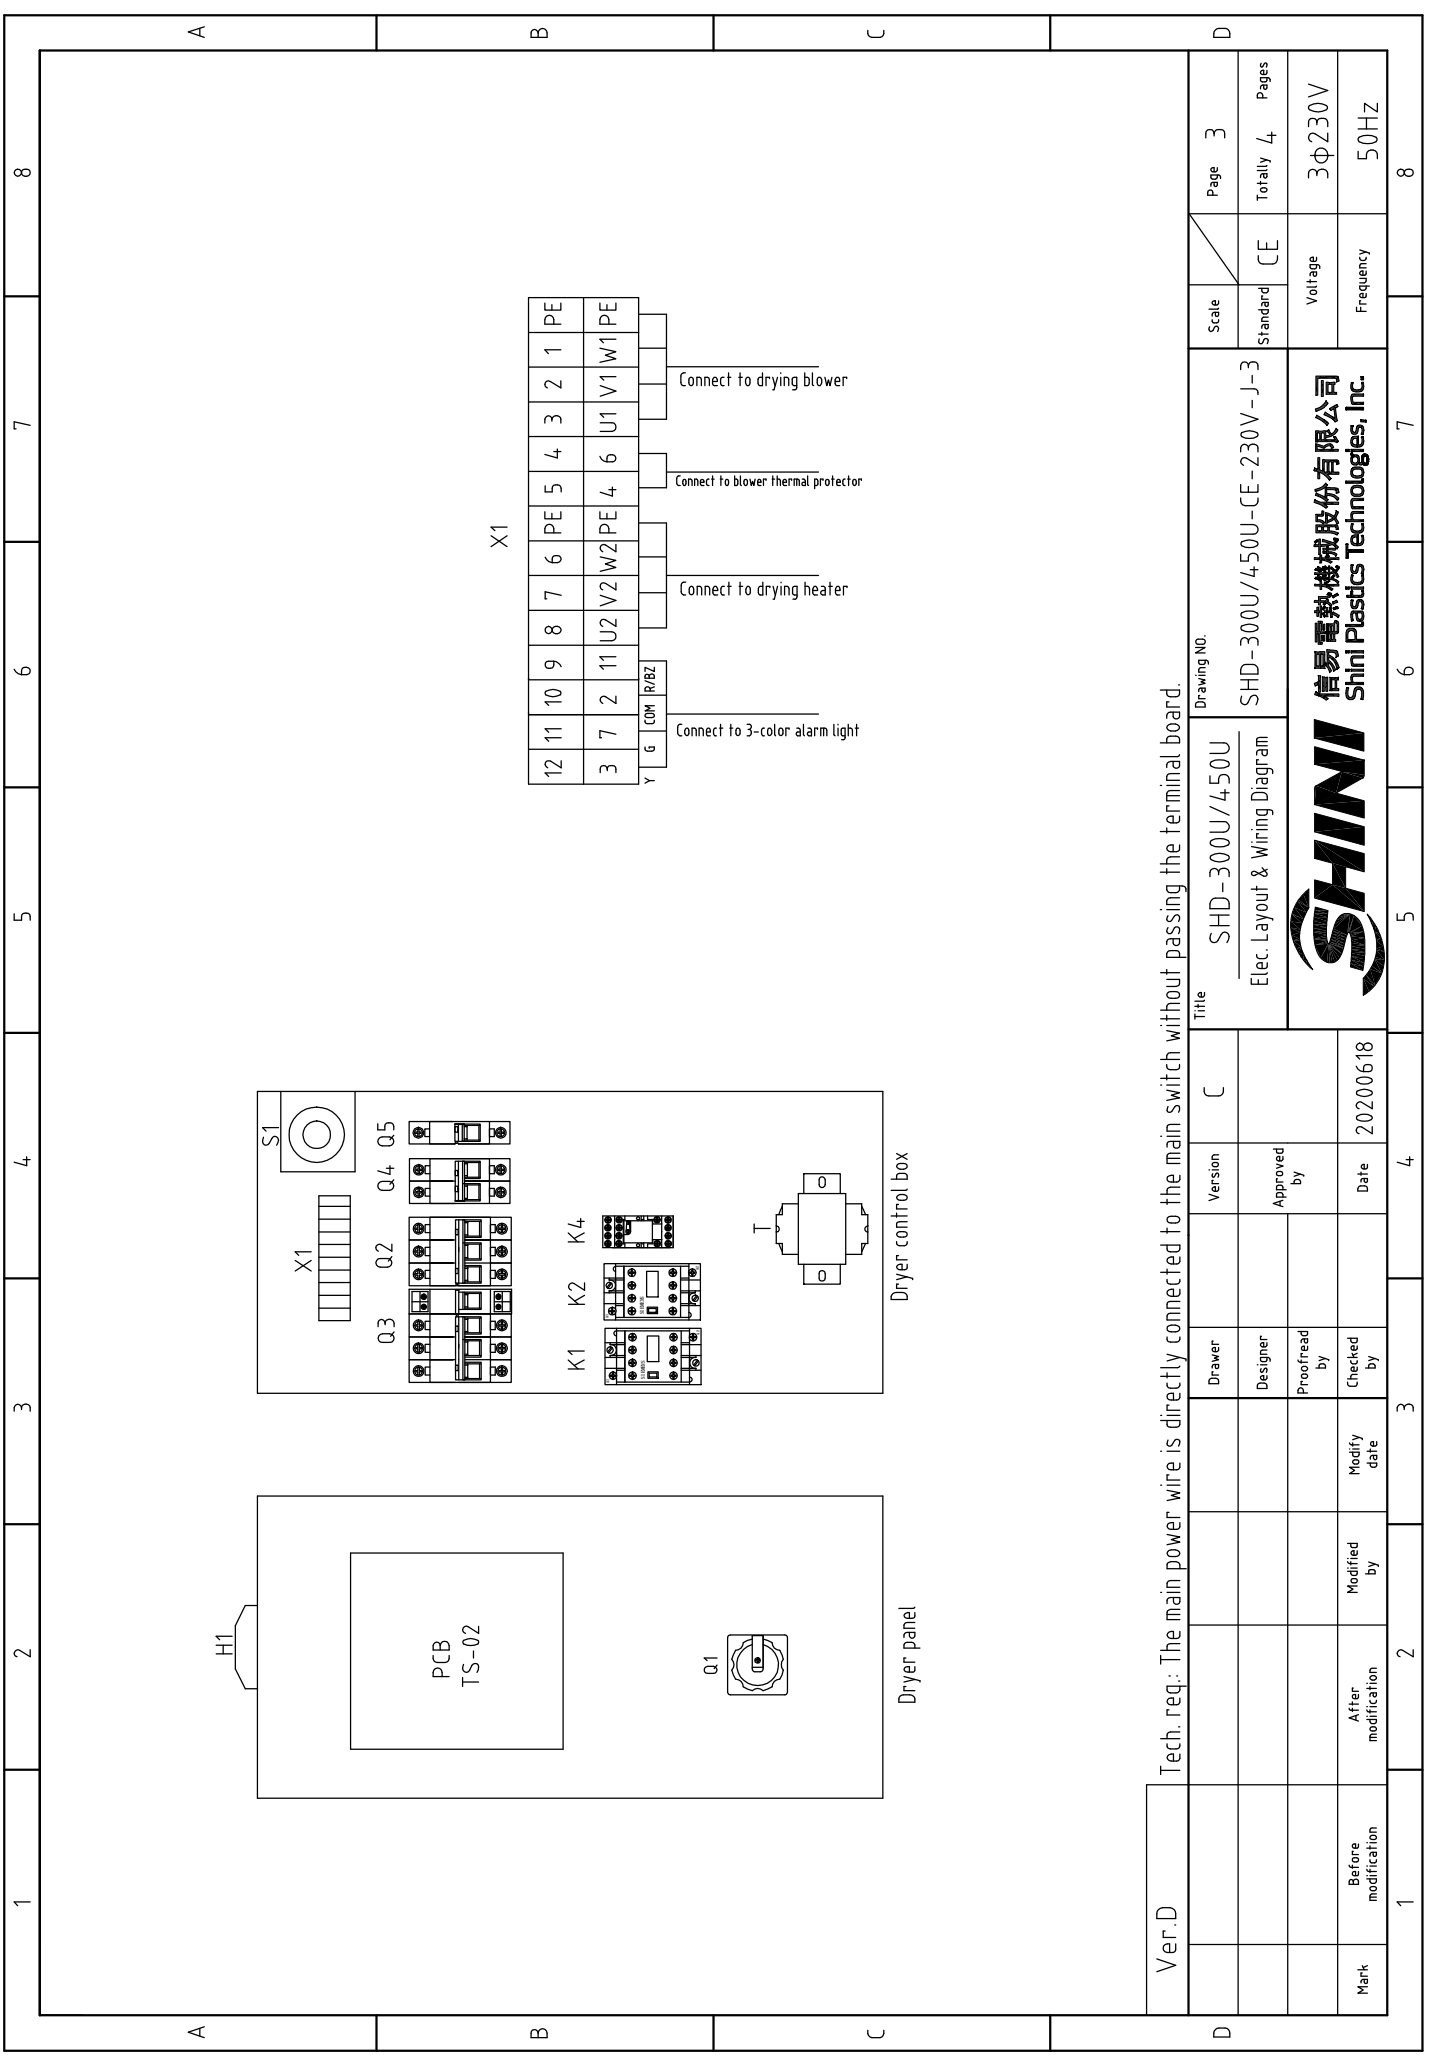 1 2 3 4 5 6 7 8
A A
B B
C C
D D
H1
PCB
TS-02
Q1
Dryer panel
S1
X1
Q3 Q2 Q4 Q5
K1 K2 K4
T
Dryer control box
X1
12 11 10 9 8 7 6 PE 5 4 3 2 1 PE
3 7 2 11 U2 V2 W2 PE 4 6 U1 V1 W1 PE
Y G COM R/BZ
Connect to 3-color alarm light
Connect to drying heater
Connect to blower thermal protector
Connect to drying blower
Ver.D
Tech. req.: The main power wire is directly connected to the main switch without passing the terminal board.
Mark
Before
modification
After
modification
Modified
by
Modify
date
Drawer
Designer
Proofread
by
Checked
by
Version
C
Approved
by
Date
20200618
Title
SHD-300U/450U
Elec. Layout & Wiring Diagram
Drawing NO.
SHD-300U/450U-CE-230V-J-3
SHINI
信易電熱機械股份有限公司
Shini Plastics Technologies, Inc.
Scale
Page 3
Standard
CE
Totally 4 Pages
Voltage
3ϕ230V
Frequency
50HZ
1 2 3 4 5 6 7 8